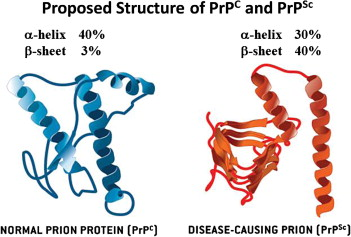 Proposed Structure of PrPᶜ and PrPˢᶜ
α-helix 40%
β-sheet 3%
α-helix 30%
β-sheet 40%
NORMAL PRION PROTEIN (PrPᶜ)
DISEASE-CAUSING PRION (PrPˢᶜ)